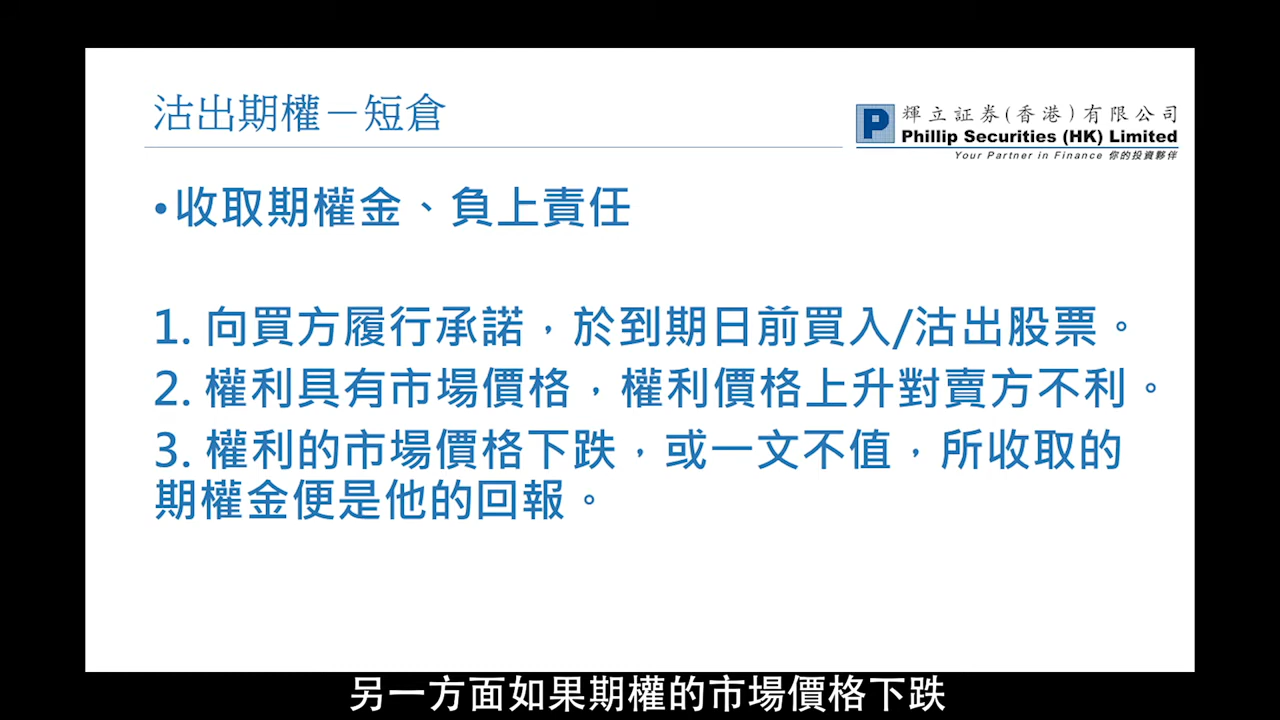 沽出期權－短倉
輝立証券(香港)有限公司
Phillip Securities (HK) Limited
Your Partner in Finance 你的投資夥伴
•收取期權金、負上責任
1. 向買方履行承諾，於到期日前買入/沽出股票。
2. 權利具有市場價格，權利價格上升對賣方不利。
3. 權利的市場價格下跌，或一文不值，所收取的
期權金便是他的回報。
另一方面如果期權的市場價格下跌